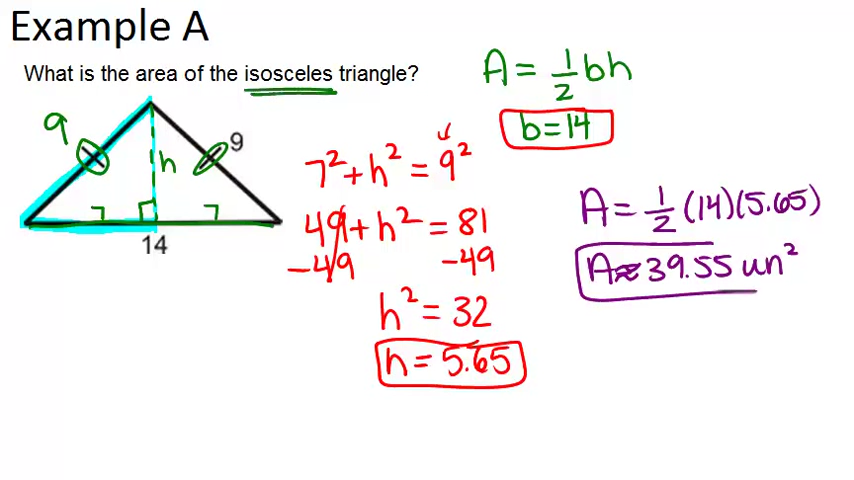 Example A
What is the area of the isosceles triangle?
9
9
h
7
7
14
7² + h² = 9²
49 + h² = 81
-49 -49
h² = 32
h = 5.65
A = 1/2 bh
b = 14
A = 1/2 (14)(5.65)
A ≈ 39.55 un²